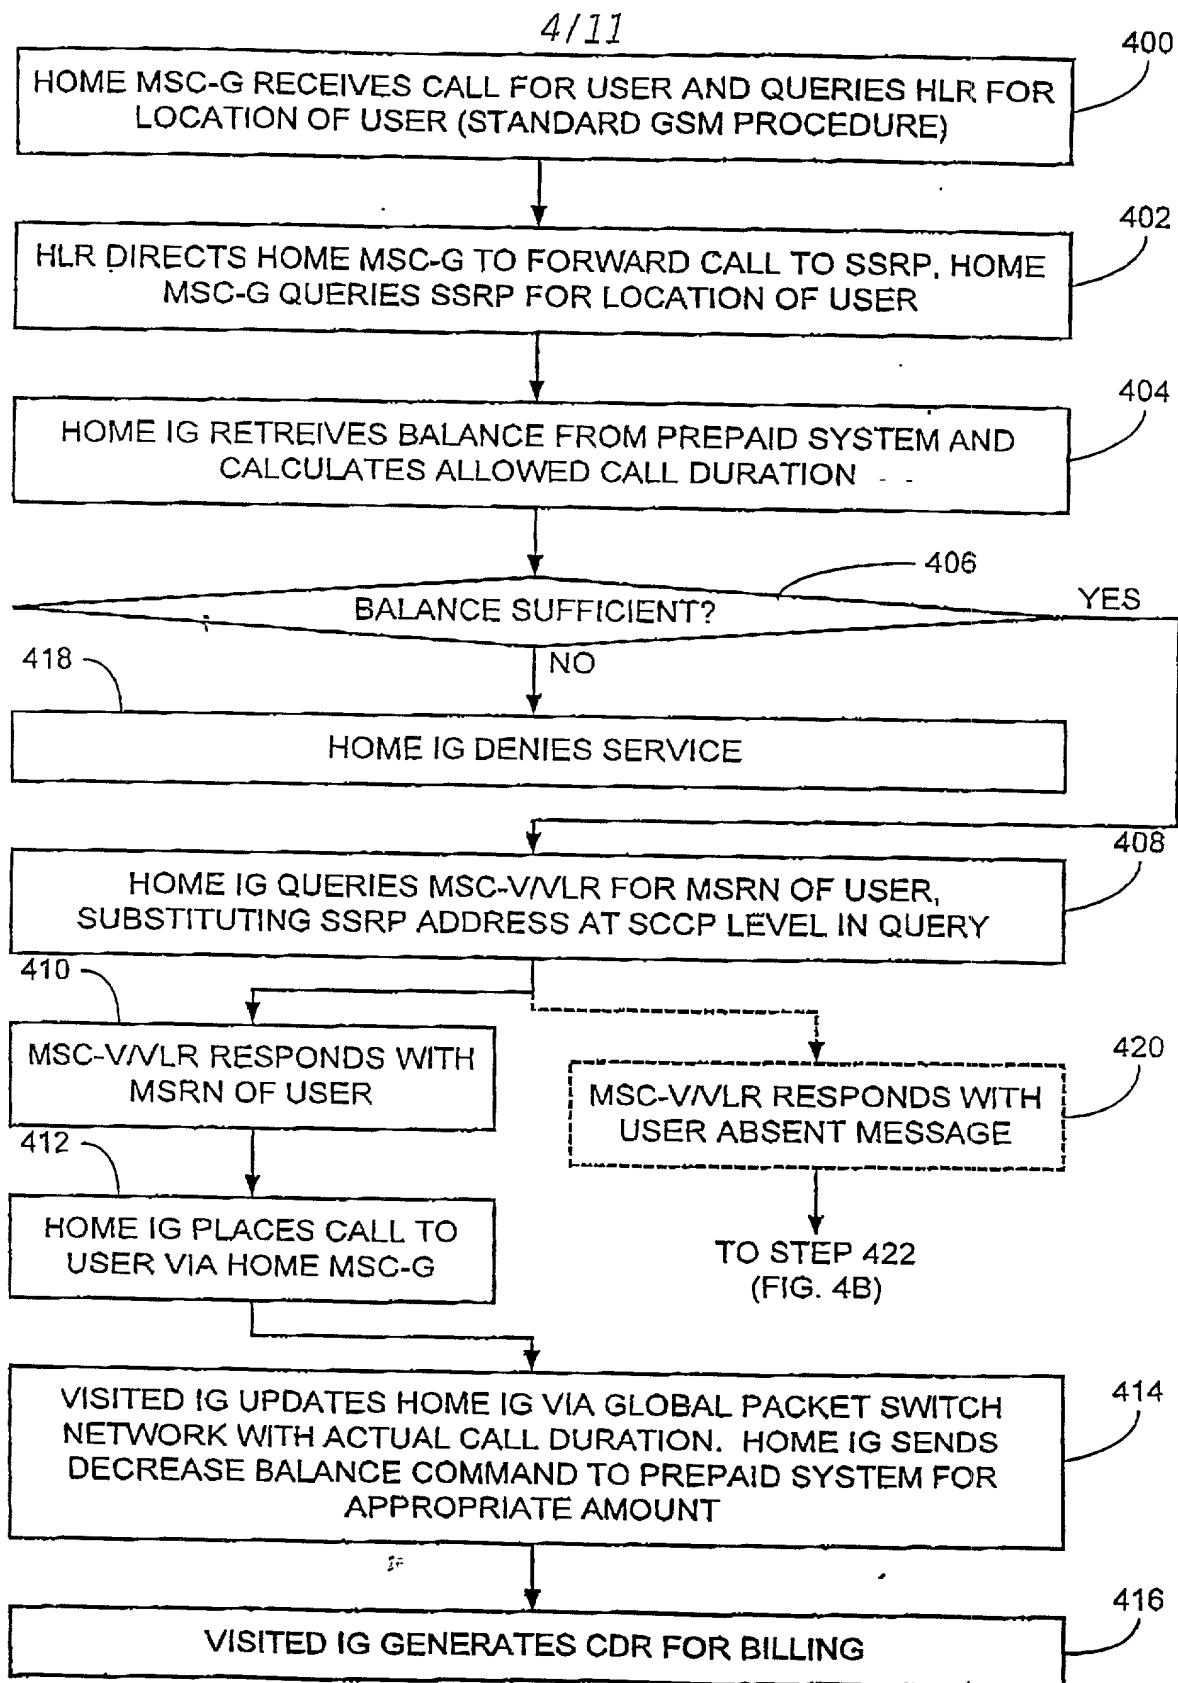 4/11
400
HOME MSC-G RECEIVES CALL FOR USER AND QUERIES HLR FOR
LOCATION OF USER (STANDARD GSM PROCEDURE)
402
HLR DIRECTS HOME MSC-G TO FORWARD CALL TO SSRP, HOME
MSC-G QUERIES SSRP FOR LOCATION OF USER
404
HOME IG RETREIVES BALANCE FROM PREPAID SYSTEM AND
CALCULATES ALLOWED CALL DURATION
406
BALANCE SUFFICIENT?
YES
NO
418
HOME IG DENIES SERVICE
408
HOME IG QUERIES MSC-V/VLR FOR MSRN OF USER,
SUBSTITUTING SSRP ADDRESS AT SCCP LEVEL IN QUERY
410
MSC-V/VLR RESPONDS WITH
MSRN OF USER
420
MSC-V/VLR RESPONDS WITH
USER ABSENT MESSAGE
412
HOME IG PLACES CALL TO
USER VIA HOME MSC-G
TO STEP 422
(FIG. 4B)
414
VISITED IG UPDATES HOME IG VIA GLOBAL PACKET SWITCH
NETWORK WITH ACTUAL CALL DURATION. HOME IG SENDS
DECREASE BALANCE COMMAND TO PREPAID SYSTEM FOR
APPROPRIATE AMOUNT
416
VISITED IG GENERATES CDR FOR BILLING